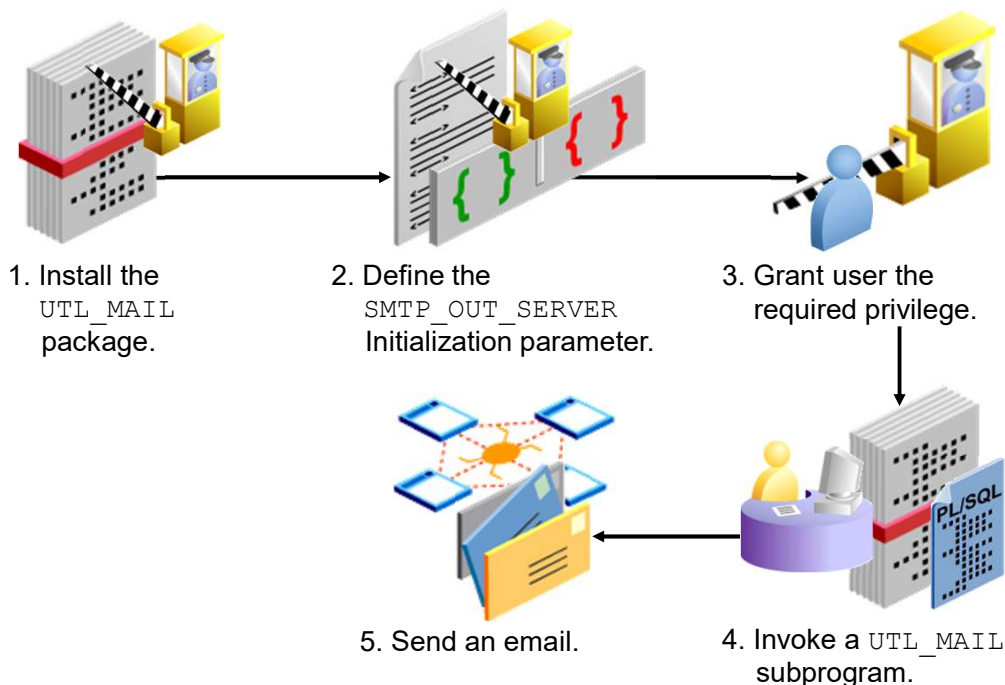 1. Install the
UTL_MAIL
package.
2. Define the
SMTP_OUT_SERVER
Initialization parameter.
3. Grant user the
required privilege.
{ } { }
PL/SQL
4. Invoke a UTL_MAIL
subprogram.
5. Send an email.